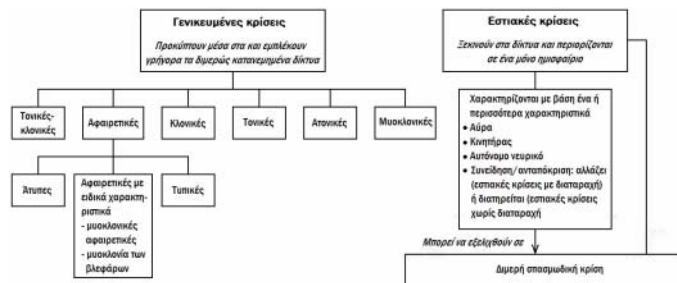 Γενικευμένες κρίσεις
Προκύπτουν μέσα στα και εμπλέκουν
γρήγορα τα διμερώς κατανεμημένα δίκτυα
Τονικές-
κλονικές
Αφαιρετικές
Κλονικές
Τονικές
Ατονικές
Μυοκλονικές
Άτυπες
Αφαιρετικές με
ειδικά χαρακτη-
ριστικά
- μυοκλονικές
αφαιρετικές
- μυοκλονία των
βλεφάρων
Τυπικές
Εστιακές κρίσεις
Ξεκινούν στα δίκτυα και περιορίζονται
σε ένα μόνο ημισφαίριο
Χαρακτηρίζονται με βάση ένα ή
περισσότερα χαρακτηριστικά
• Αύρα
• Κινητήρας
• Αυτόνομο νευρικό
• Συνείδηση/ανταπόκριση: αλλάζει
(εστιακές κρίσεις με διαταραχή)
ή διατηρείται (εστιακές κρίσεις
χωρίς διαταραχή
Μπορεί να εξελιχθούν σε
Διμερή σπασμωδική κρίση